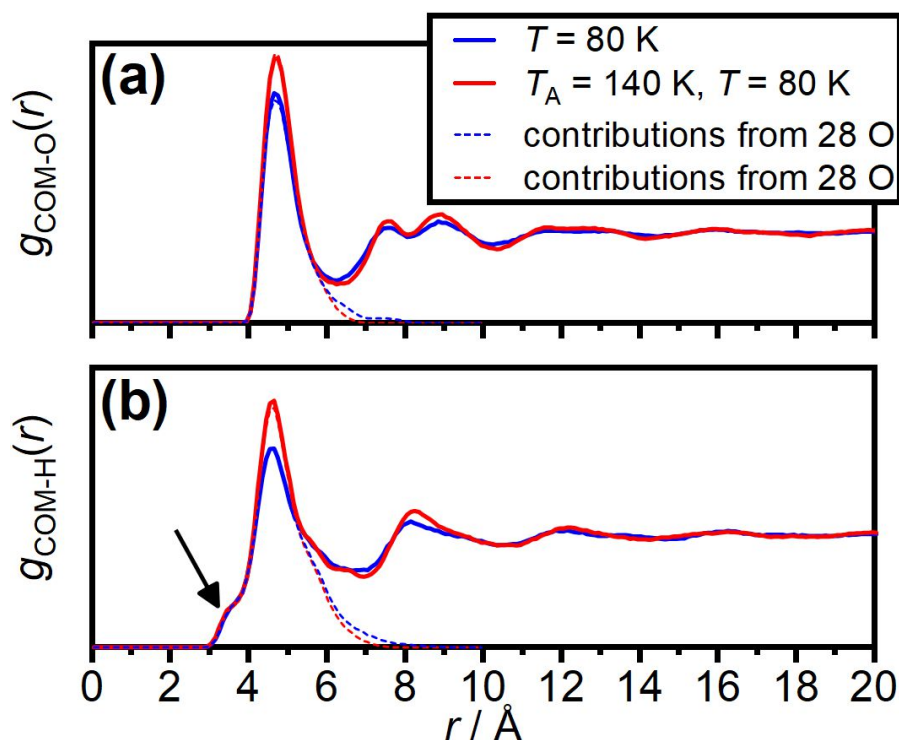 (a)
T = 80 K
T_A = 140 K, T = 80 K
contributions from 28 O
contributions from 28 O
g_COM-O(r)
(b)
g_COM-H(r)
0 2 4 6 8 10 12 14 16 18 20
r / Å